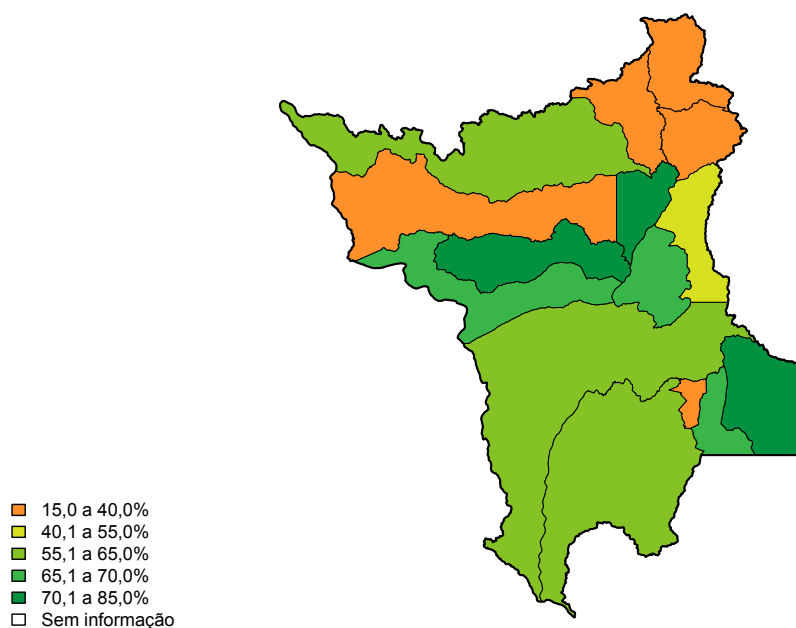 15,0 a 40,0%
40,1 a 55,0%
55,1 a 65,0%
65,1 a 70,0%
70,1 a 85,0%
Sem informação